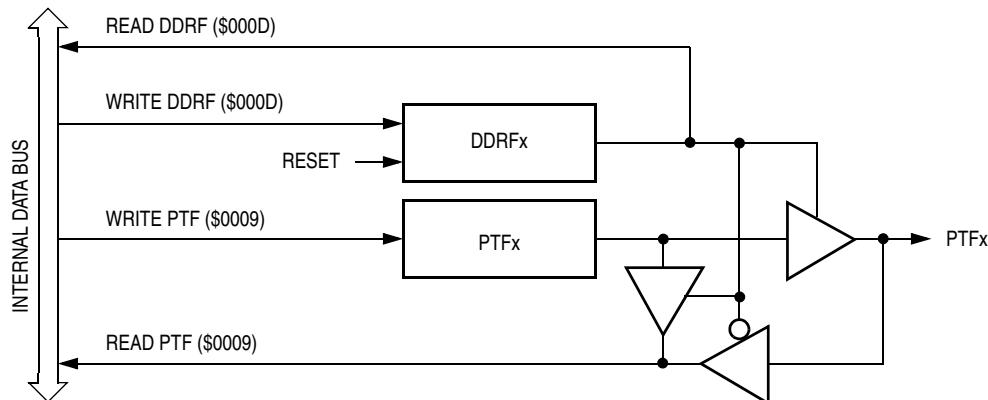 READ DDRF ($000D)
WRITE DDRF ($000D)
DDRFx
RESET
INTERNAL DATA BUS
WRITE PTF ($0009)
PTFx
PTFx
READ PTF ($0009)